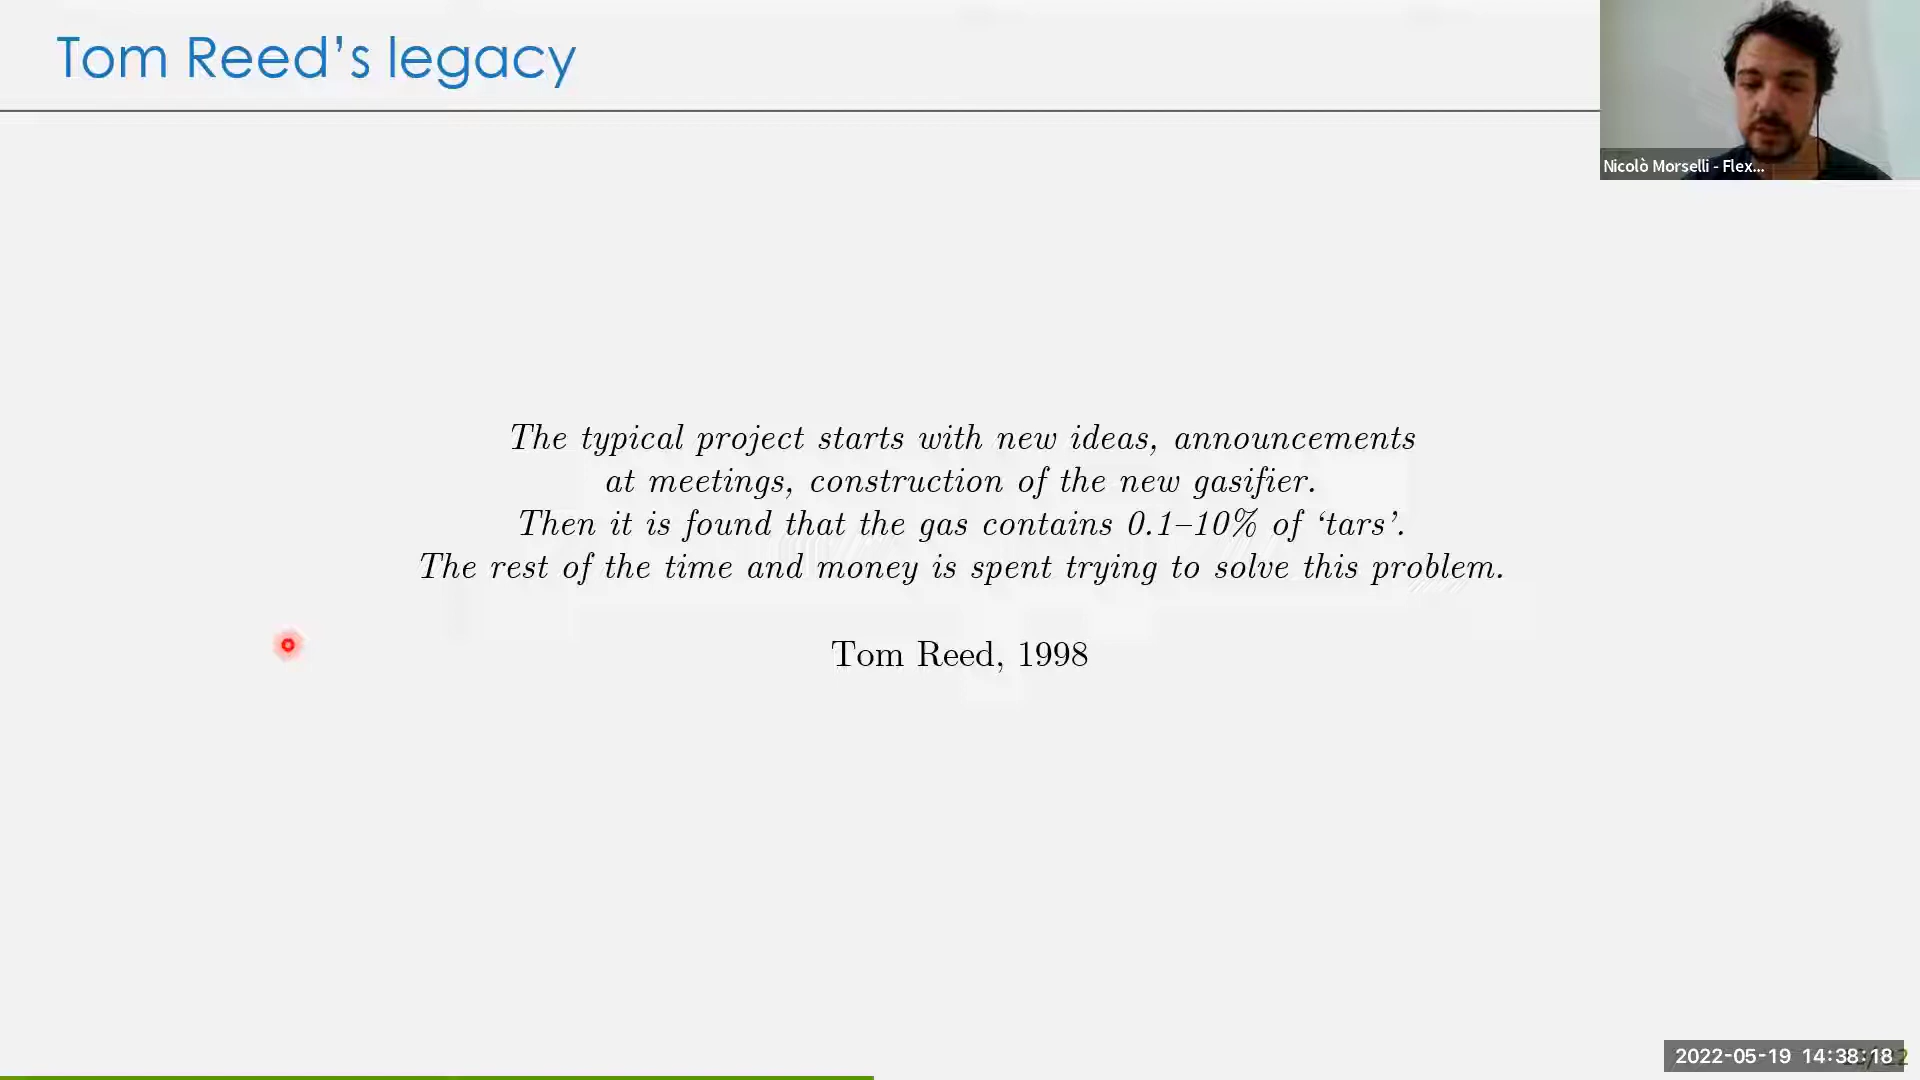 Tom Reed's legacy
Nicolò Morselli - Flex...
The typical project starts with new ideas, announcements
at meetings, construction of the new gasifier.
Then it is found that the gas contains 0.1–10% of ‘tars’.
The rest of the time and money is spent trying to solve this problem.
Tom Reed, 1998
2022-05-19 14:38:18